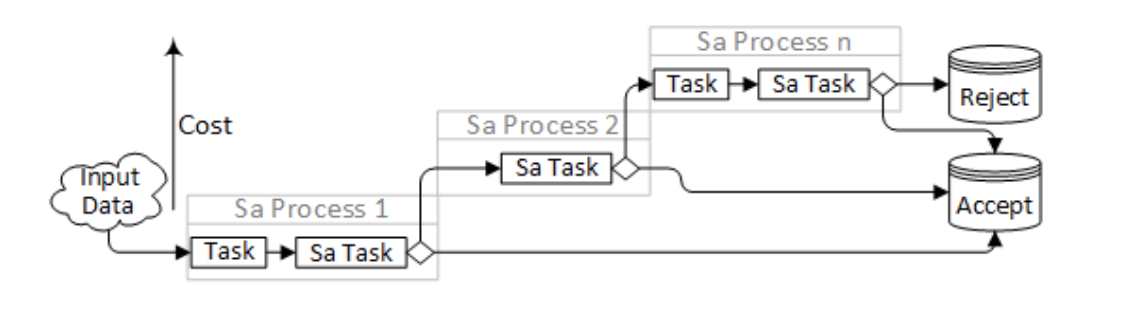 Sa Process n
Task
Sa Task
Reject
Cost
Sa Process 2
Sa Task
Input
Data
Accept
Sa Process 1
Task
Sa Task